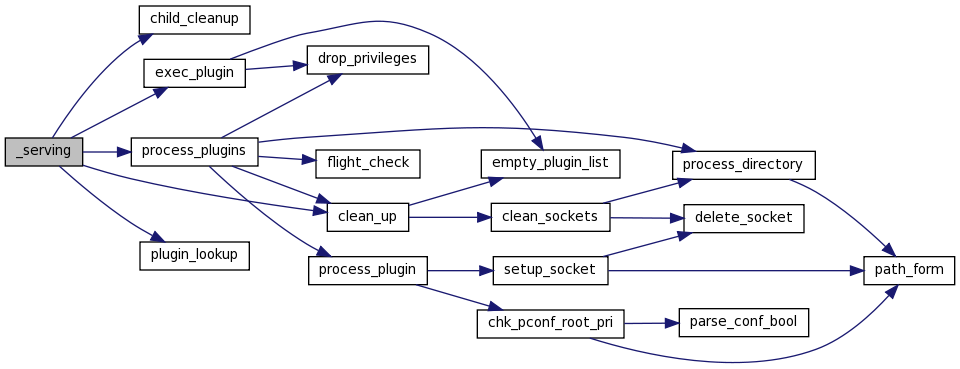 child_cleanup
exec_plugin
drop_privileges
_serving
process_plugins
flight_check
empty_plugin_list
process_directory
clean_up
clean_sockets
delete_socket
plugin_lookup
process_plugin
setup_socket
path_form
chk_pconf_root_pri
parse_conf_bool